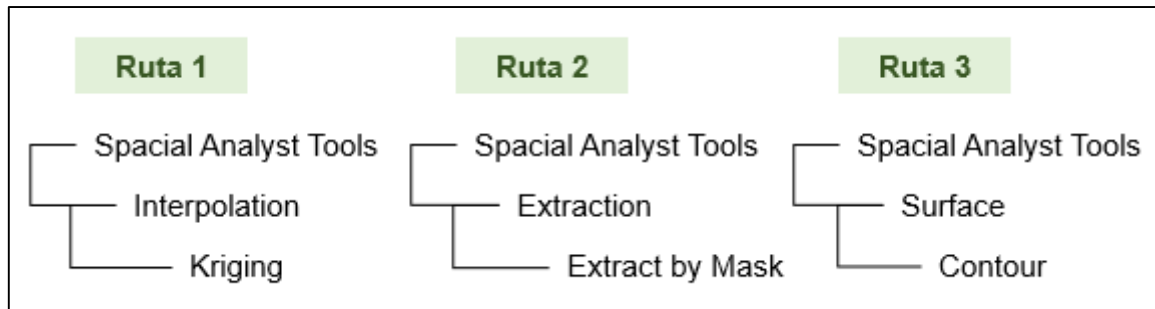 Ruta 1
Spacial Analyst Tools
Interpolation
Kriging
Ruta 2
Spacial Analyst Tools
Extraction
Extract by Mask
Ruta 3
Spacial Analyst Tools
Surface
Contour